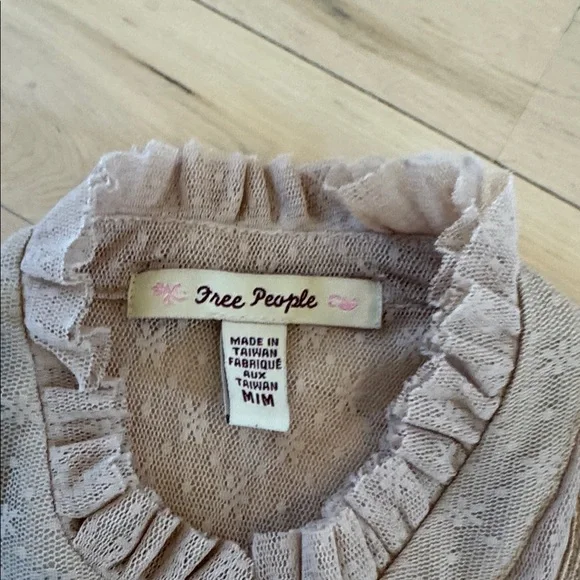 Free People
MADE IN
TAIWAN
FABRIQUÉ
AUX
TAIWAN
M/M